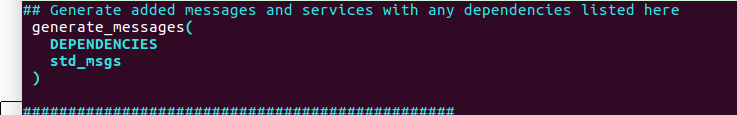 ## Generate added messages and services with any dependencies listed here
generate_messages(
DEPENDENCIES
std_msgs
)
################################################